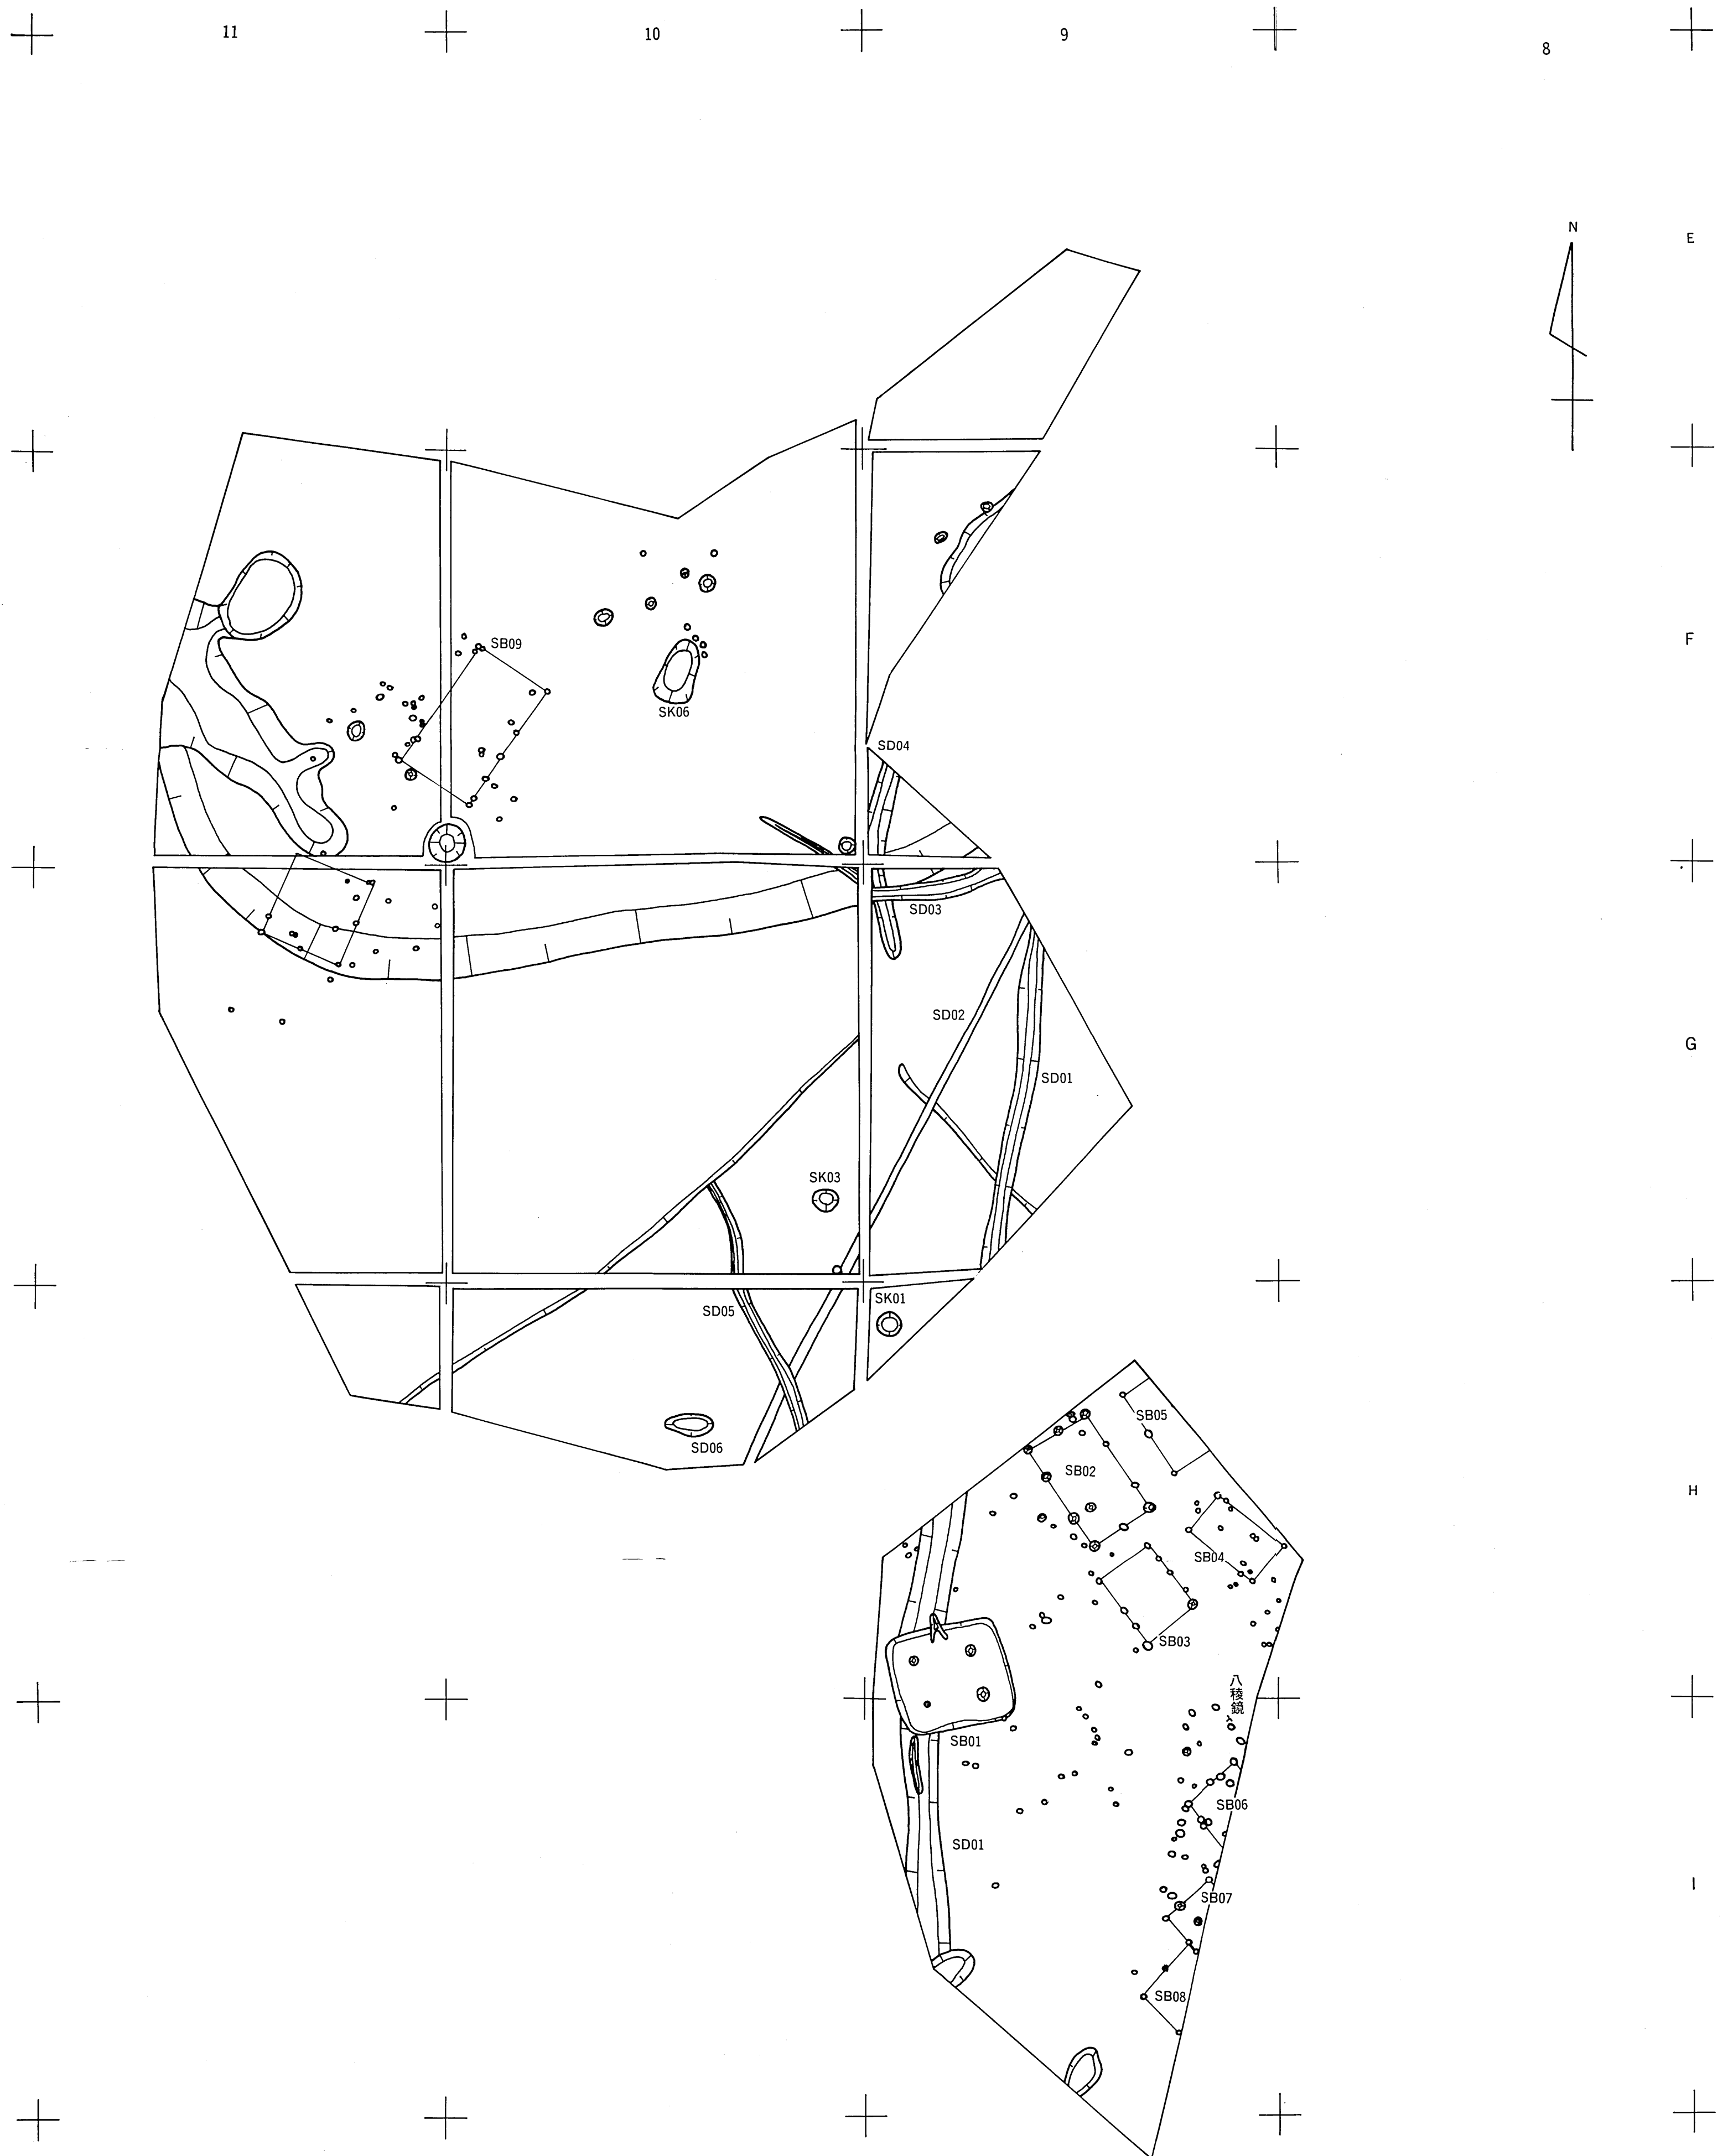 11
10
9
8
N
E
SB09
F
SK06
SD04
SD03
SD02
G
SD01
SK03
SK01
SD05
SB05
SD06
SB02
H
SB04
SB03
八稜鏡
SB01
SB06
SD01
I
SB07
SB08